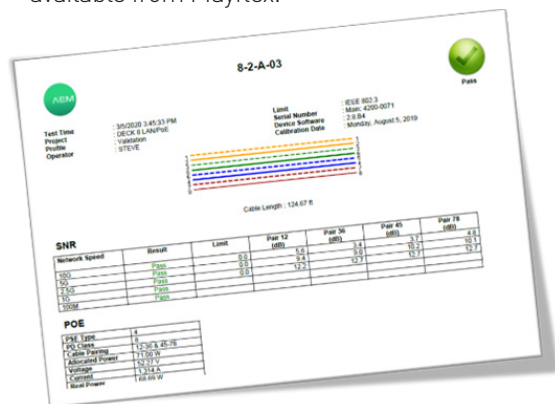 available from Mayflex.
8-2-A-03
AEM
Pass
Test Time : 3/5/2020 3:45:33 PM
Project : DECK 8 LAN/PoE
Profile : Validation
Operator : STEVE
Limit : IEEE 802.3
Serial Number : Main: 4200-0071
Device Software : 2.8.B4
Calibration Date : Monday, August 5, 2019
Cable Length : 124.67 ft
SNR
Network Speed Result Limit Pair 12 (dB) Pair 36 (dB) Pair 45 (dB) Pair 78 (dB)
10G Pass 0.0 5.6 3.4 3.7 4.8
5G Pass 0.0 9.4 9.0 10.2 10.1
2.5G Pass 0.0 12.2 12.7 12.7 12.7
1G Pass
100M Pass
POE
PSE Type 4
PD Class 8
Cable Pairing 12-36 & 45-78
Allocated Power 71.00 W
Voltage 52.27 V
Current 1.314 A
Real Power 68.69 W